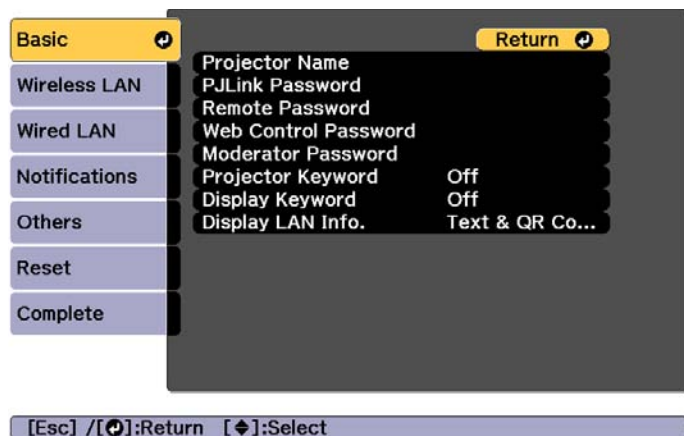 Basic
Wireless LAN
Wired LAN
Notifications
Others
Reset
Complete
Return
Projector Name
PJLink Password
Remote Password
Web Control Password
Moderator Password
Projector Keyword Off
Display Keyword Off
Display LAN Info. Text & QR Co...
[Esc] /[⏎]:Return [◆]:Select